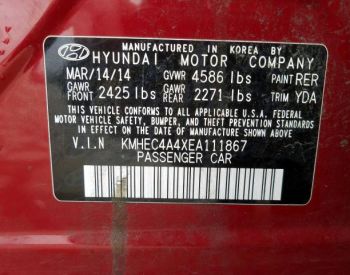 MANUFACTURED IN KOREA BY
HYUNDAI MOTOR COMPANY
MAR/14/14 GVWR 4586 lbs PAINT RER
GAWR FRONT 2425 lbs GAWR REAR 2271 lbs TRIM YDA
THIS VEHICLE CONFORMS TO ALL APPLICABLE U.S. FEDERAL
MOTOR VEHICLE SAFETY, BUMPER, AND THEFT PREVENTION
STANDARDS IN EFFECT ON THE DATE OF MANUFACTURE
V.I.N KMHEC4A4XEA111867
PASSENGER CAR